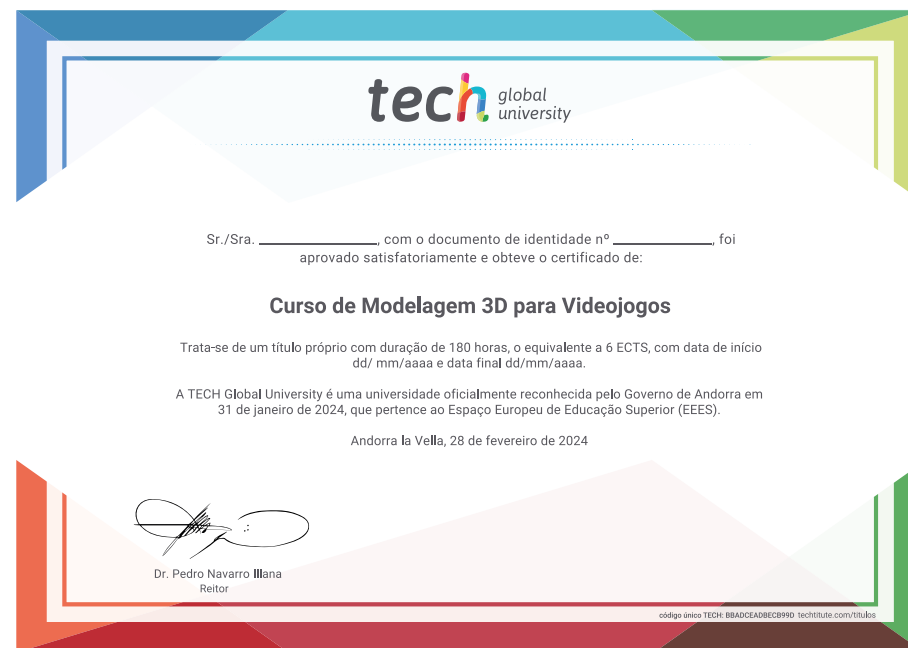 tech global
university
Sr./Sra. ______________, com o documento de identidade nº ____________, foi
aprovado satisfatoriamente e obteve o certificado de:
Curso de Modelagem 3D para Videojogos
Trata-se de um título próprio com duração de 180 horas, o equivalente a 6 ECTS, com data de início
dd/ mm/aaaa e data final dd/mm/aaaa.
A TECH Global University é uma universidade oficialmente reconhecida pelo Governo de Andorra em
31 de janeiro de 2024, que pertence ao Espaço Europeu de Educação Superior (EEES).
Andorra la Vella, 28 de fevereiro de 2024
Dr. Pedro Navarro Illana
Reitor
código único TECH: BBADCEADBECB99D techtitute.com/titulos